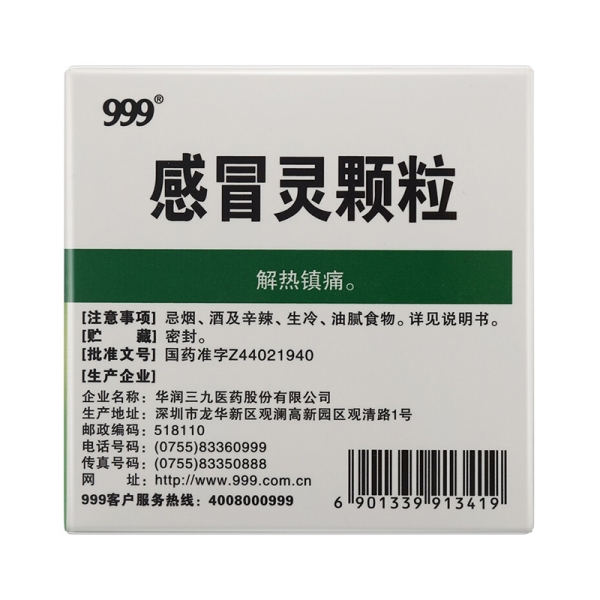 999®
感冒灵颗粒
解热镇痛。
[注意事项] 忌烟、酒及辛辣、生冷、油腻食物。详见说明书。
[贮 藏] 密封。
[批准文号] 国药准字Z44021940
[生产企业]
企业名称：华润三九医药股份有限公司
生产地址：深圳市龙华新区观澜高新园区观清路1号
邮政编码：518110
电话号码：(0755)83360999
传真号码：(0755)83350888
网 址：http://www.999.com.cn
999客户服务热线：4008000999
6 901339 913419